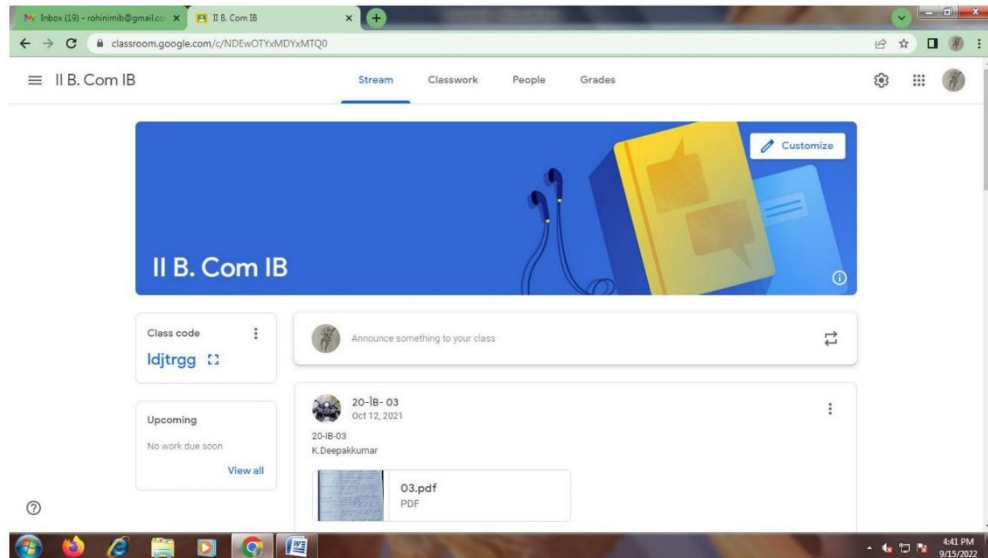 Inbox (19) - rohinimib@gmail.co
II B. Com IB
classroom.google.com/c/NDEwOTYxMDYxMTQ0
II B. Com IB
Stream Classwork People Grades
Customize
II B. Com IB
Class code
ldjtrgg
Announce something to your class
Upcoming
No work due soon
View all
20-ÎB- 03
Oct 12, 2021
20-IB-03
K.Deepakkumar
03.pdf
PDF
4:41 PM
9/15/2022